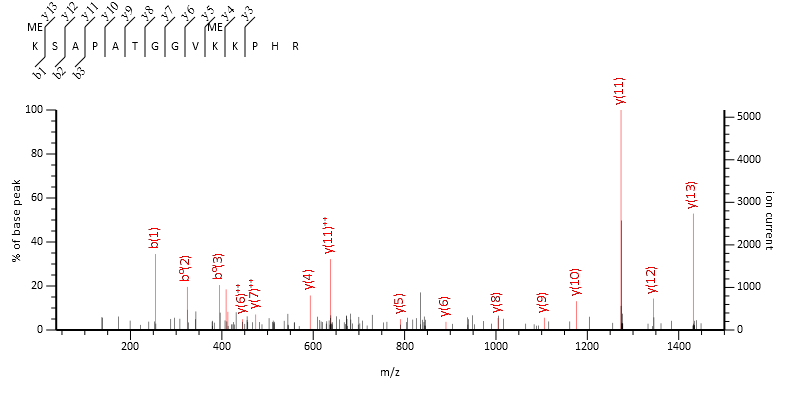 y13 y12 y11 y10 y9 y8 y7 y6 y5 y4 y3
ME ME
K S A P A T G G V K K P H R
b1 b2 b3
% of base peak
100
80
60
40
20
0
b(1)
b⁰(2)
b⁰(3)
y(6)⁺⁺
y(7)⁺⁺
y(4)
y(11)⁺⁺
y(5)
y(6)
y(8)
y(9)
y(10)
y(11)
y(12)
y(13)
5000
4000
3000
2000
1000
0
ion current
200 400 600 800 1000 1200 1400
m/z